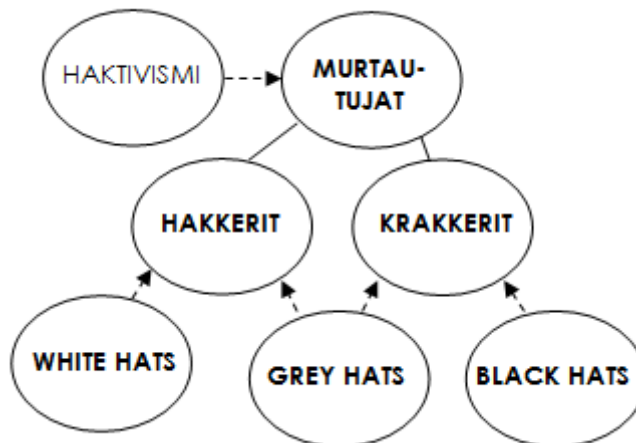 HAKTIVISMI
MURTAU-
TUJAT
HAKKERIT
KRAKKERIT
WHITE HATS
GREY HATS
BLACK HATS